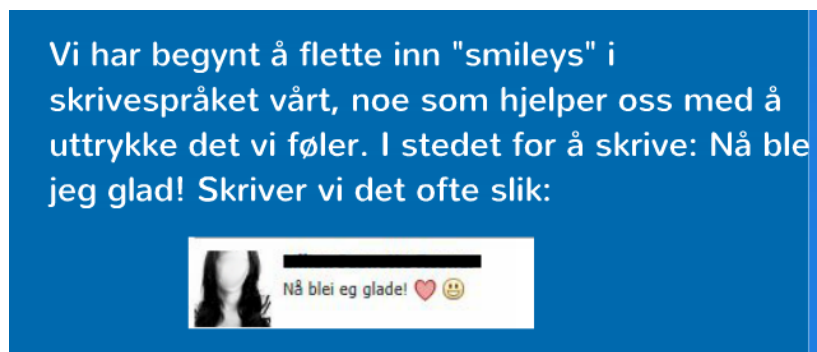 Vi har begynt å flette inn "smileys" i
skrivespråket vårt, noe som hjelper oss med å
uttrykke det vi føler. I stedet for å skrive: Nå ble
jeg glad! Skriver vi det ofte slik:
Nå blei eg glade!